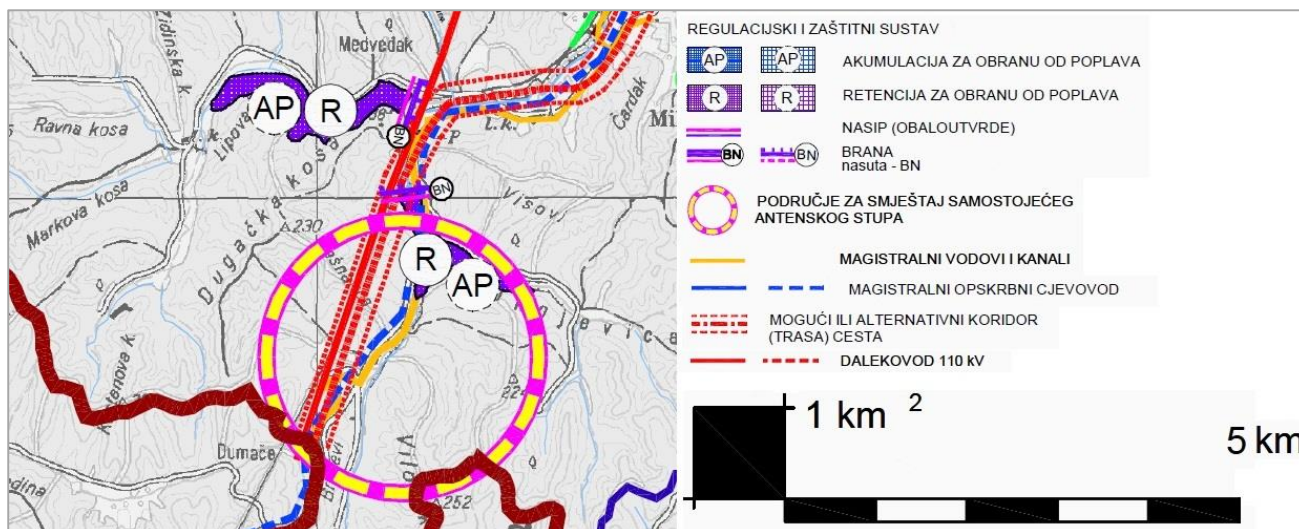 Zidinska k.
Medvedak
AP
R
Ravna kosa
Lipova k.
BN
L.k.
Čardak
Mi
Markova kosa
Dugačka kosa
230
BN
Visov
R
AP
Dumače
Vilo
252
REGULACIJSKI I ZAŠTITNI SUSTAV
AP AP AKUMULACIJA ZA OBRANU OD POPLAVA
R R RETENCIJA ZA OBRANU OD POPLAVA
NASIP (OBALOUTVRDE)
BN BN BRANA
nasuta - BN
PODRUČJE ZA SMJEŠTAJ SAMOSTOJEĆEG
ANTENSKOG STUPA
MAGISTRALNI VODOVI I KANALI
MAGISTRALNI OPSKRBNI CJEVOVOD
MOGUĆI ILI ALTERNATIVNI KORIDOR
(TRASA) CESTA
DALEKOVOD 110 kV
1 km 2
5 km